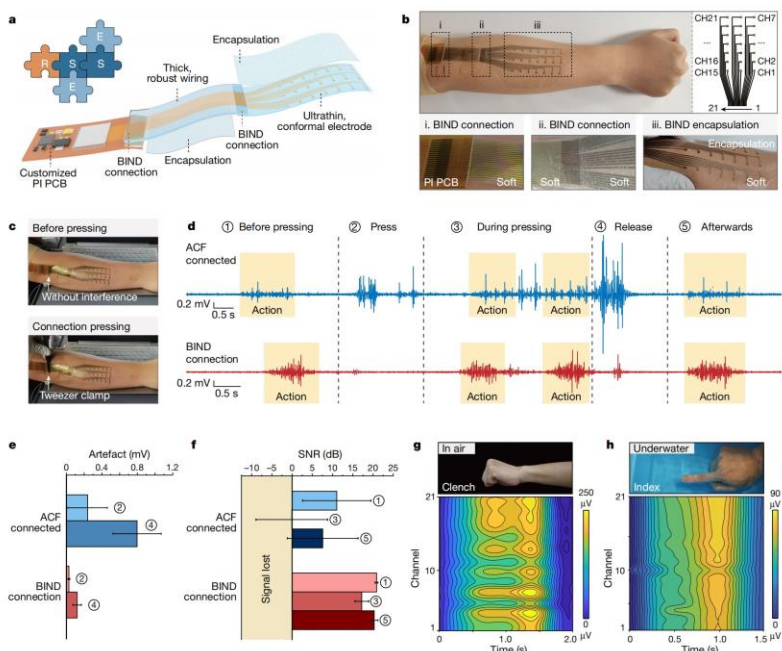 a
E
R
S
S
E
Encapsulation
Thick,
robust wiring
Ultrathin,
conformal electrode
BIND
connection
Encapsulation
BIND
connection
Customized
PI PCB
b
i
ii
iii
CH21
CH7
...
...
CH16
CH2
CH15
CH1
21
1
i. BIND connection
ii. BIND connection
iii. BIND encapsulation
PI PCB
Soft
Soft
Soft
Encapsulation
Soft
c
Before pressing
Without interference
Connection pressing
Tweezer clamp
d
① Before pressing
② Press
③ During pressing
④ Release
⑤ Afterwards
ACF
connected
0.2 mV
0.5 s
Action
Action
Action
Action
BIND
connection
0.2 mV
0.5 s
Action
Action
Action
Action
e
Artefact (mV)
0
0.4
0.8
1.2
ACF
connected
②
④
BIND
connection
②
④
f
SNR (dB)
-10
-5
0
5
10
15
20
25
ACF
connected
Signal lost
①
③
⑤
BIND
connection
①
③
⑤
g
In air
Clench
250
µV
21
Channel
10
1
0
1.0
2.0
Time (s)
0
µV
h
Underwater
Index
90
µV
21
Channel
10
1
0
0.5
1.0
1.5
Time (s)
0
µV